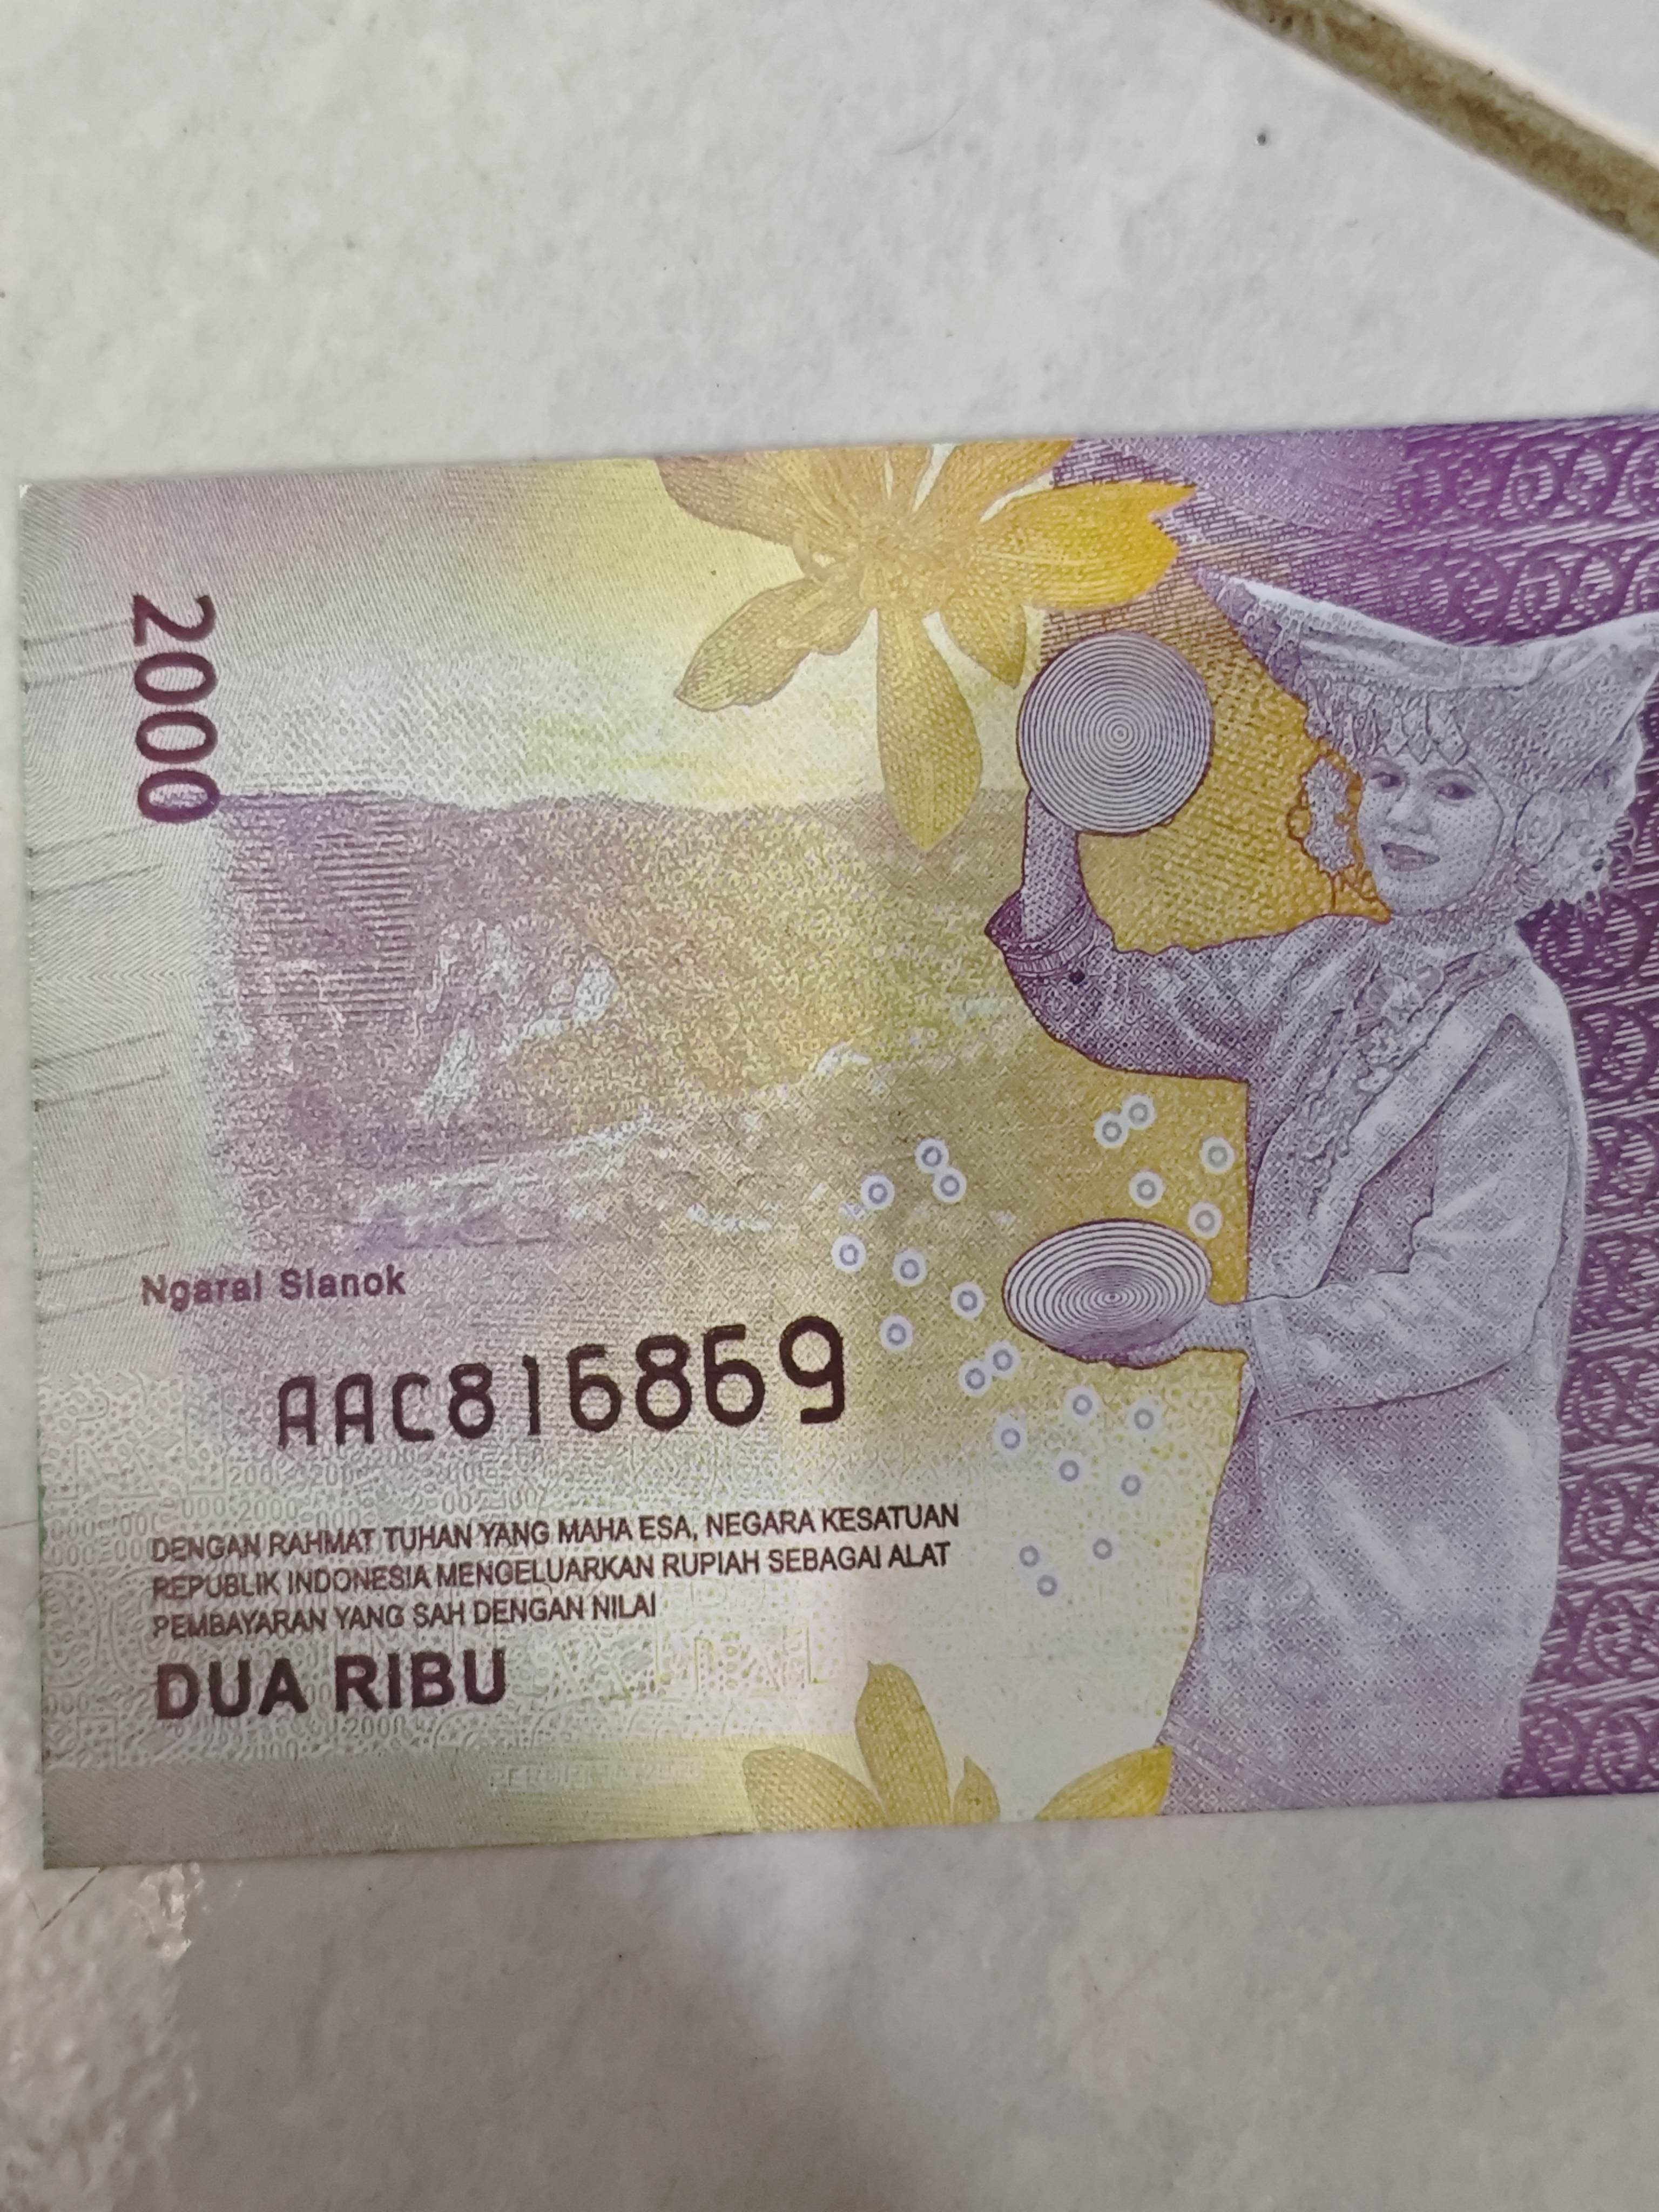 2000
Ngarai Sianok
AAC816869
DENGAN RAHMAT TUHAN YANG MAHA ESA, NEGARA KESATUAN
REPUBLIK INDONESIA MENGELUARKAN RUPIAH SEBAGAI ALAT
PEMBAYARAN YANG SAH DENGAN NILAI
DUA RIBU